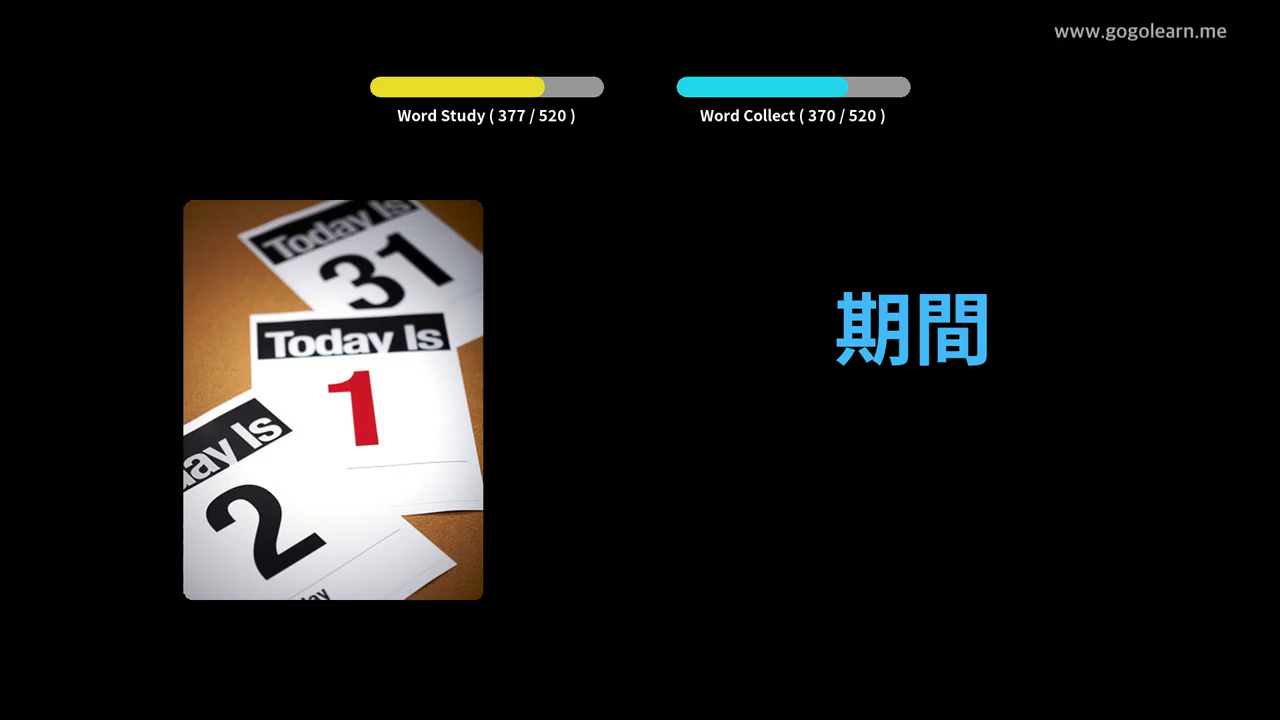 www.gogolearn.me
Word Study ( 377 / 520 )
Word Collect ( 370 / 520 )
Today Is
31
Today Is
1
ay Is
2
期間